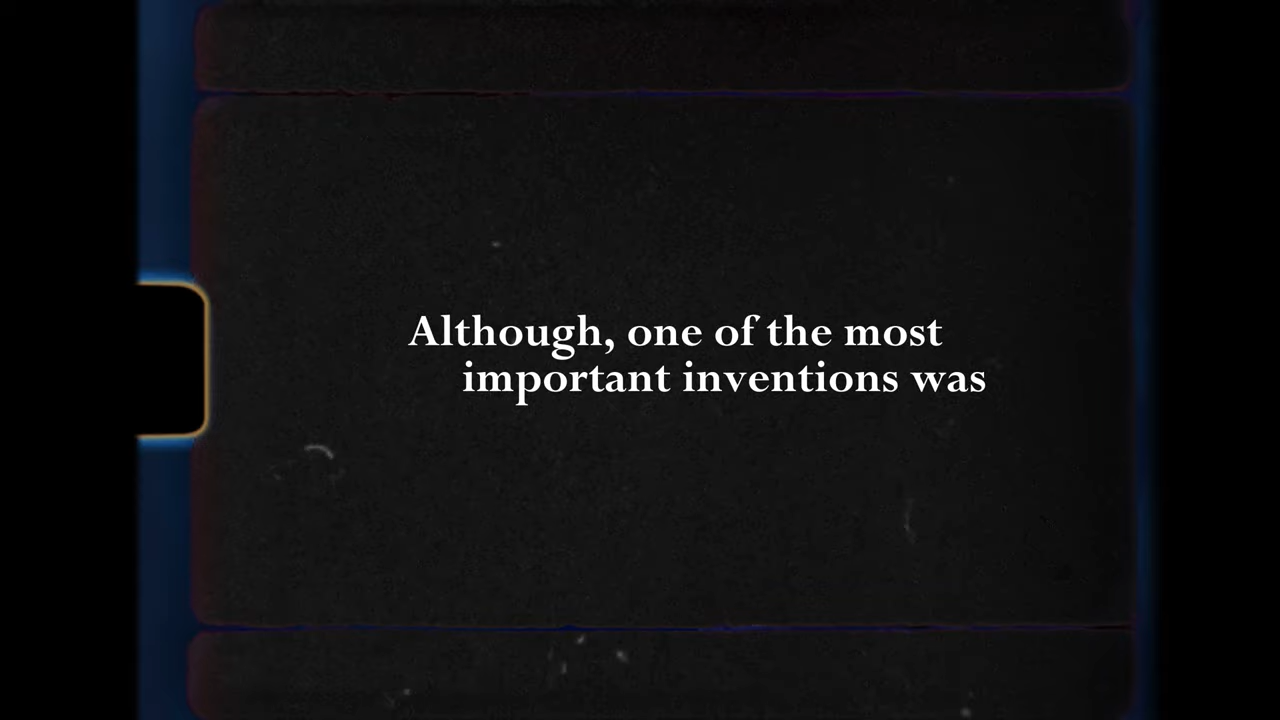 Although, one of the most
important inventions was